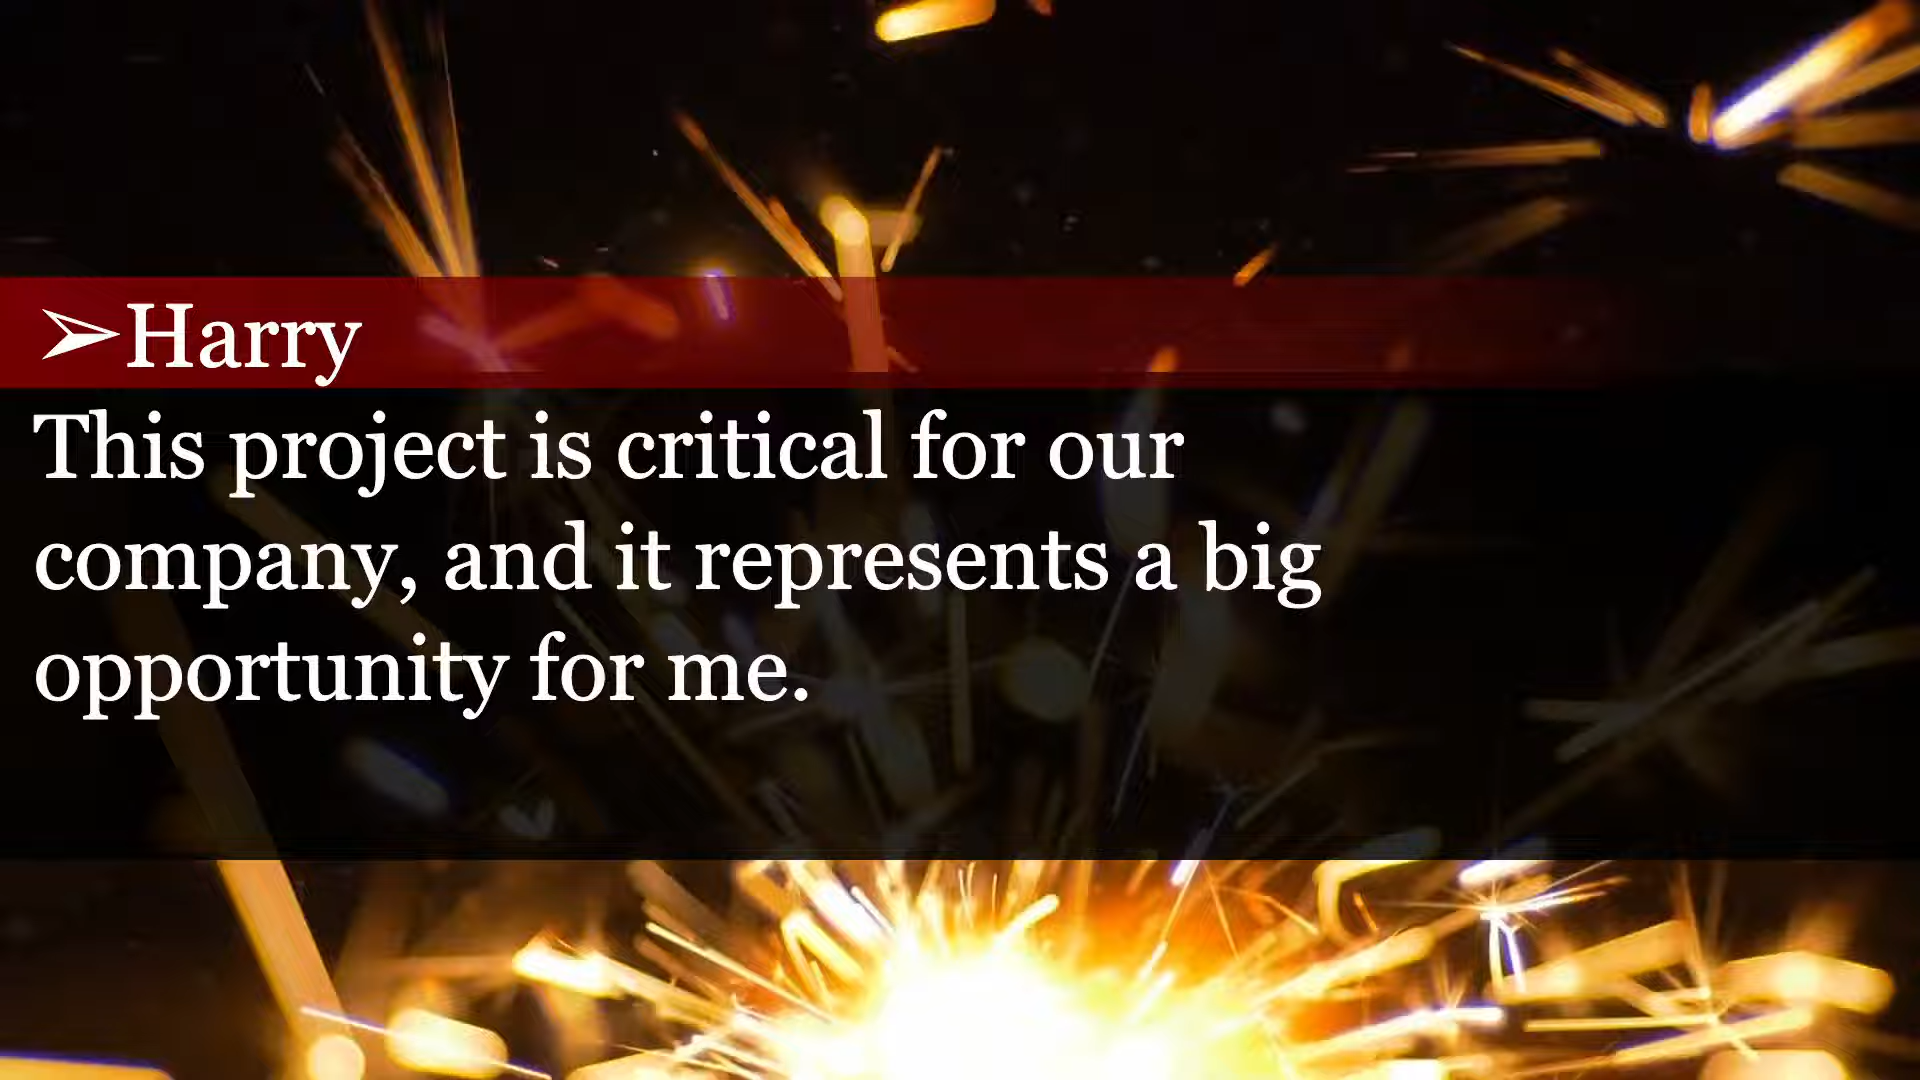 ➢Harry
This project is critical for our
company, and it represents a big
opportunity for me.